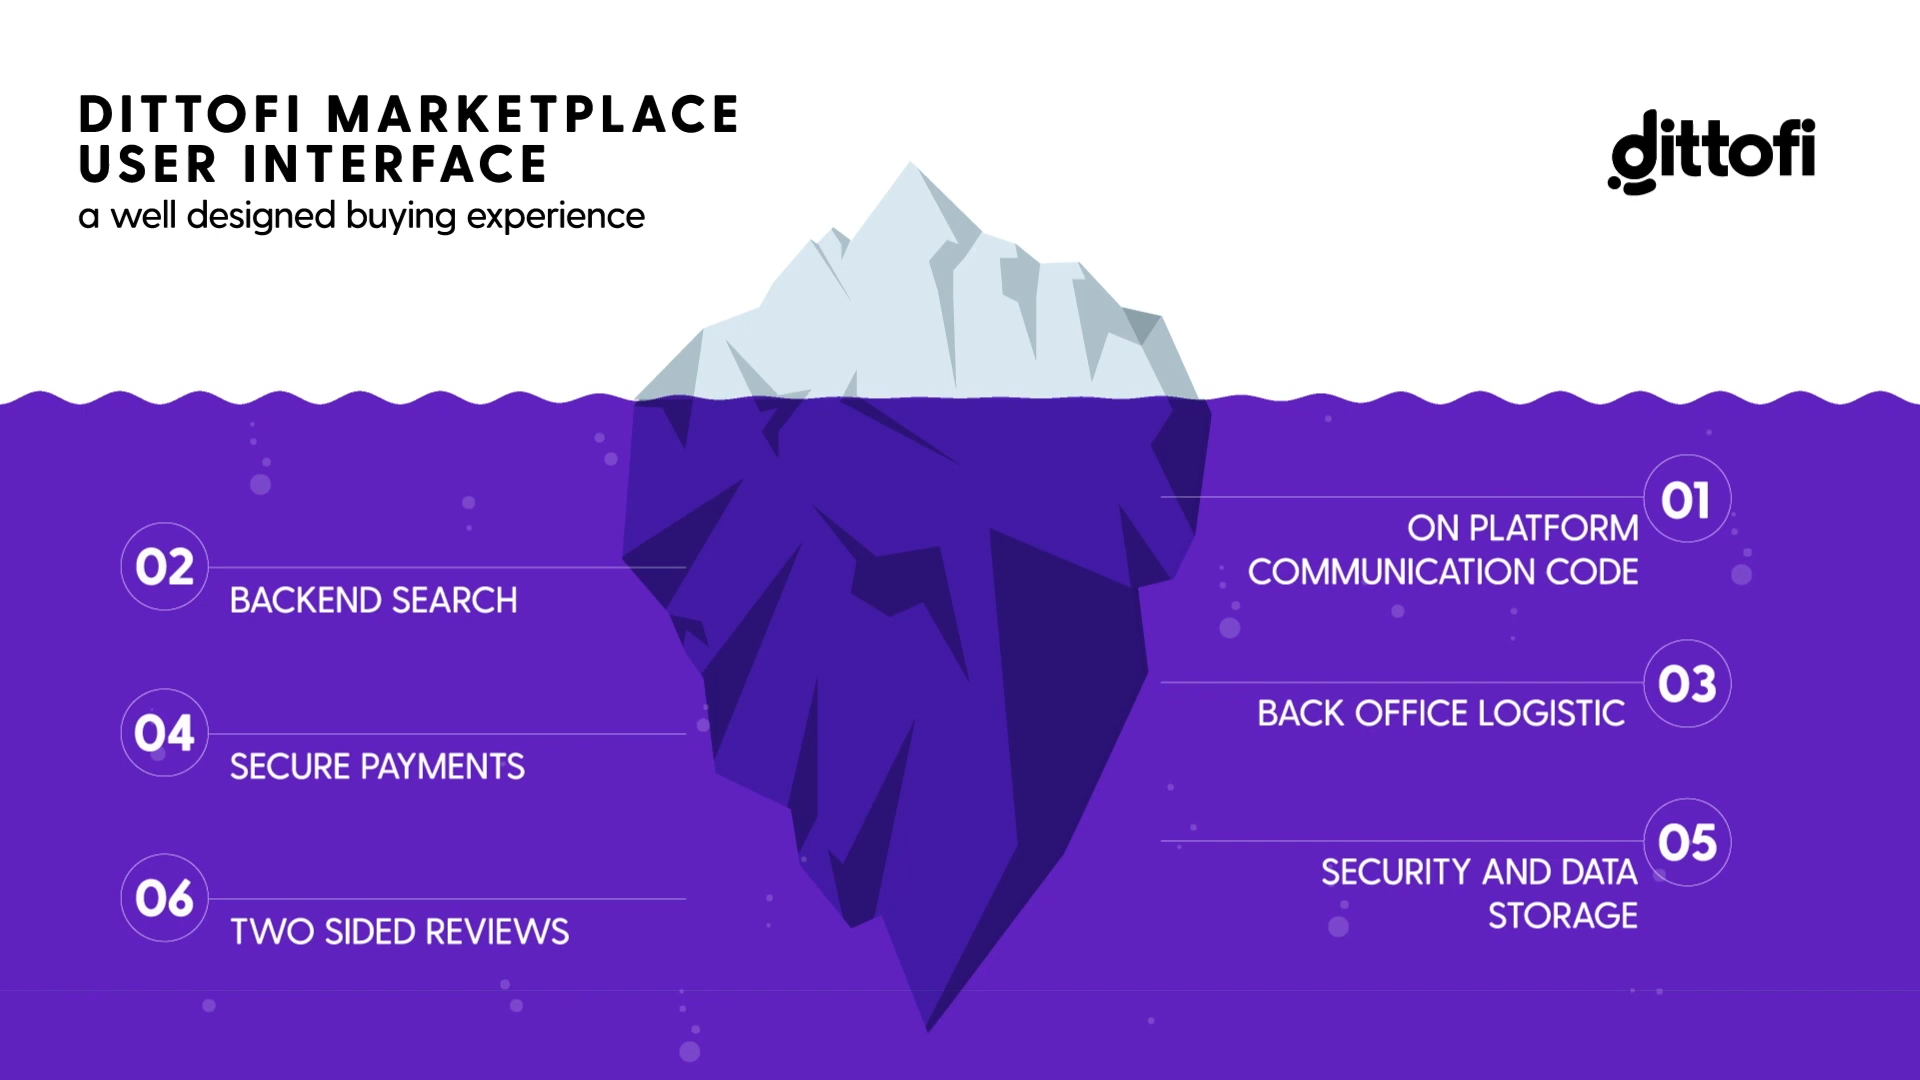 DITTOFI MARKETPLACE
USER INTERFACE
a well designed buying experience
dittofi
01
ON PLATFORM
COMMUNICATION CODE
02
BACKEND SEARCH
03
BACK OFFICE LOGISTIC
04
SECURE PAYMENTS
05
SECURITY AND DATA
STORAGE
06
TWO SIDED REVIEWS